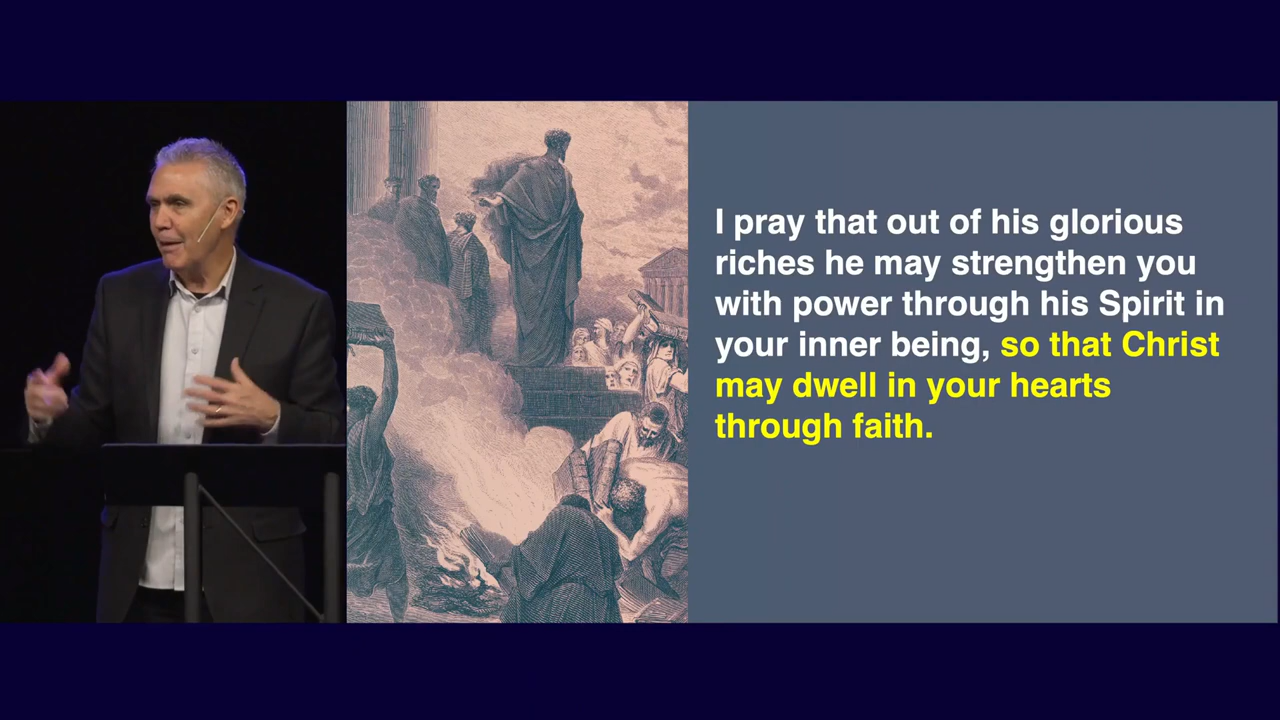 I pray that out of his glorious
riches he may strengthen you
with power through his Spirit in
your inner being, so that Christ
may dwell in your hearts
through faith.